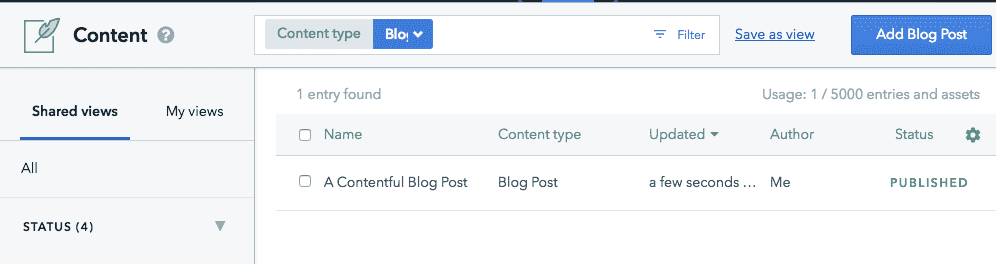 Content ?
Content type Blog Filter Save as view Add Blog Post
Shared views My views
All
STATUS (4)
1 entry found Usage: 1 / 5000 entries and assets
Name Content type Updated Author Status
A Contentful Blog Post Blog Post a few seconds ... Me PUBLISHED